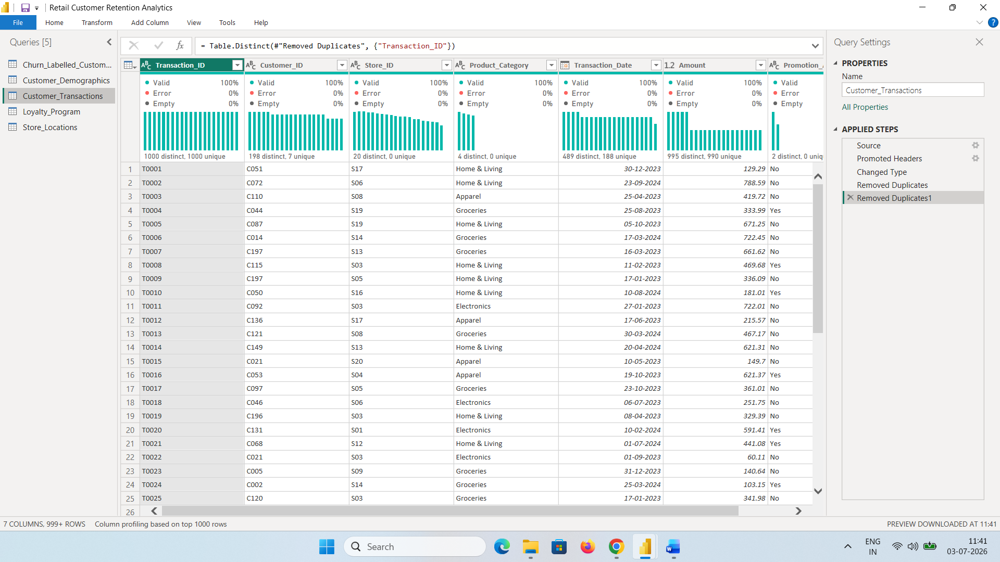 Retail Customer Retention Analytics
File Home Transform Add Column View Tools Help
Queries [5]
Churn_Labelled_Custom...
Customer_Demographics
Customer_Transactions
Loyalty_Program
Store_Locations
fx = Table.Distinct(#"Removed Duplicates", {"Transaction_ID"})
ABC Transaction_ID ABC Customer_ID ABC Store_ID ABC Product_Category Transaction_Date 1.2 Amount ABC Promotion_
Valid 100% Valid 100% Valid 100% Valid 100% Valid 100% Valid 100% Valid
Error 0% Error 0% Error 0% Error 0% Error 0% Error 0% Error
Empty 0% Empty 0% Empty 0% Empty 0% Empty 0% Empty 0% Empty
1000 distinct, 1000 unique 198 distinct, 7 unique 20 distinct, 0 unique 4 distinct, 0 unique 489 distinct, 188 unique 995 distinct, 990 unique 2 distinct, 0 uniq
1 T0001 C051 S17 Home & Living 30-12-2023 129.29 No
2 T0002 C072 S06 Home & Living 23-09-2024 788.59 No
3 T0003 C110 S08 Apparel 25-04-2023 419.72 No
4 T0004 C044 S19 Groceries 25-08-2023 333.99 Yes
5 T0005 C087 S19 Home & Living 05-10-2023 671.25 No
6 T0006 C014 S14 Groceries 17-03-2024 722.45 No
7 T0007 C197 S13 Groceries 16-03-2023 661.62 No
8 T0008 C115 S03 Home & Living 11-02-2023 469.68 Yes
9 T0009 C197 S05 Home & Living 17-01-2023 336.09 No
10 T0010 C050 S16 Home & Living 10-08-2024 181.01 Yes
11 T0011 C092 S03 Electronics 27-01-2023 722.01 No
12 T0012 C136 S17 Apparel 17-06-2023 215.57 No
13 T0013 C121 S08 Groceries 30-03-2024 467.17 No
14 T0014 C149 S13 Home & Living 20-04-2024 621.31 No
15 T0015 C021 S20 Apparel 10-05-2023 149.7 No
16 T0016 C053 S04 Apparel 19-10-2023 621.37 Yes
17 T0017 C097 S05 Groceries 23-10-2023 361.01 No
18 T0018 C046 S06 Electronics 06-07-2023 251.75 No
19 T0019 C196 S03 Home & Living 08-04-2023 329.39 No
20 T0020 C131 S01 Electronics 10-02-2024 591.41 Yes
21 T0021 C068 S12 Home & Living 01-07-2024 441.08 Yes
22 T0022 C021 S03 Electronics 01-09-2023 60.11 No
23 T0023 C005 S09 Groceries 31-12-2023 140.64 No
24 T0024 C002 S14 Groceries 25-03-2024 103.15 Yes
25 T0025 C120 S03 Groceries 17-01-2023 341.98 No
26
Query Settings
PROPERTIES
Name
Customer_Transactions
All Properties
APPLIED STEPS
Source
Promoted Headers
Changed Type
Removed Duplicates
Removed Duplicates1
7 COLUMNS, 999+ ROWS Column profiling based on top 1000 rows PREVIEW DOWNLOADED AT 11:41
Search
ENG
IN
11:41
03-07-2026